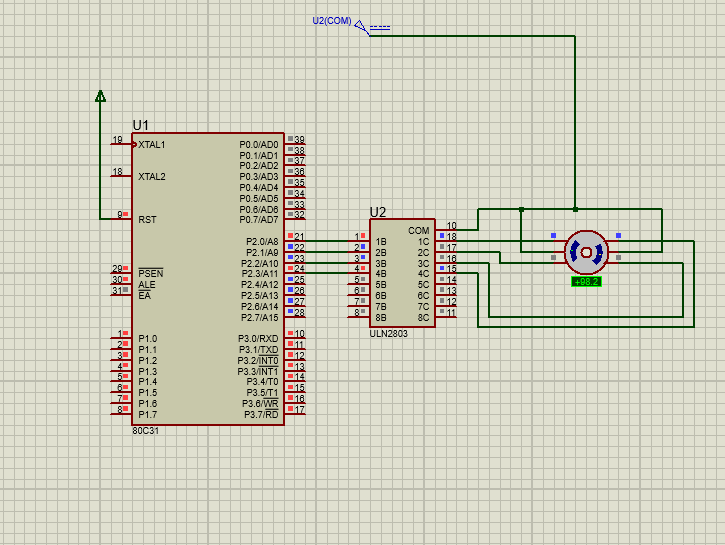 U2(COM)
U1
19 XTAL1
18 XTAL2
9 RST
29 PSEN
30 ALE
31 EA
1 P1.0
2 P1.1
3 P1.2
4 P1.3
5 P1.4
6 P1.5
7 P1.6
8 P1.7
P0.0/AD0 39
P0.1/AD1 38
P0.2/AD2 37
P0.3/AD3 36
P0.4/AD4 35
P0.5/AD5 34
P0.6/AD6 33
P0.7/AD7 32
P2.0/A8 21
P2.1/A9 22
P2.2/A10 23
P2.3/A11 24
P2.4/A12 25
P2.5/A13 26
P2.6/A14 27
P2.7/A15 28
P3.0/RXD 10
P3.1/TXD 11
P3.2/INT0 12
P3.3/INT1 13
P3.4/T0 14
P3.5/T1 15
P3.6/WR 16
P3.7/RD 17
80C31
U2
1 1B
2 2B
3 3B
4 4B
5 5B
6 6B
7 7B
8 8B
COM 10
1C 18
2C 17
3C 16
4C 15
5C 14
6C 13
7C 12
8C 11
ULN2803
+98.2